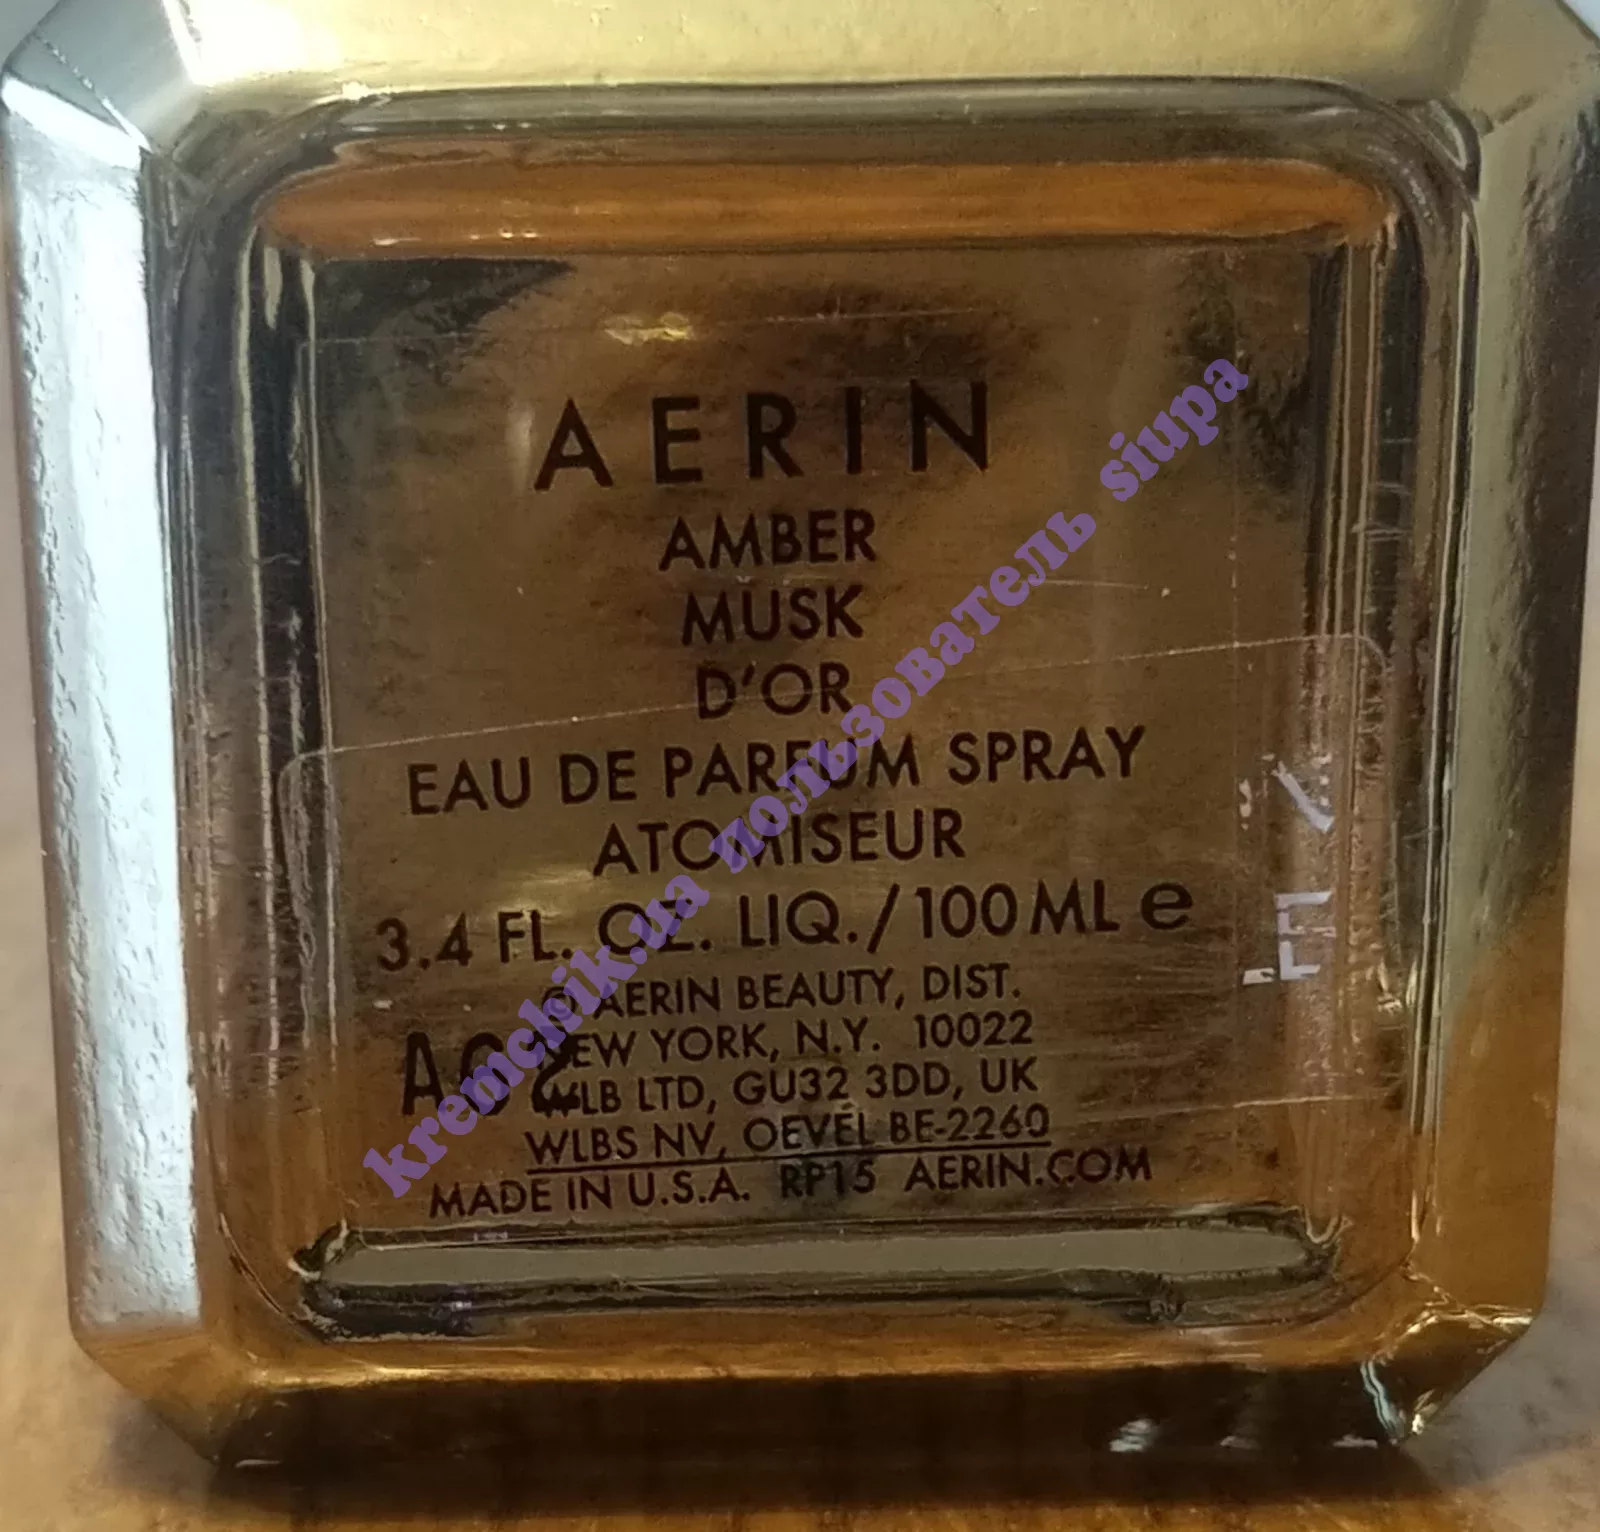 AERIN
AMBER
MUSK
D'OR
EAU DE PARFUM SPRAY
ATOMISEUR
3.4 FL. OZ. LIQ./100 ML e
© AERIN BEAUTY, DIST.
NEW YORK, N.Y. 10022
WLB LTD, GU32 3DD, UK
WLBS NV, OEVEL BE-2260
MADE IN U.S.A. RP15 AERIN.COM
kremchik.ua пользователь siupa